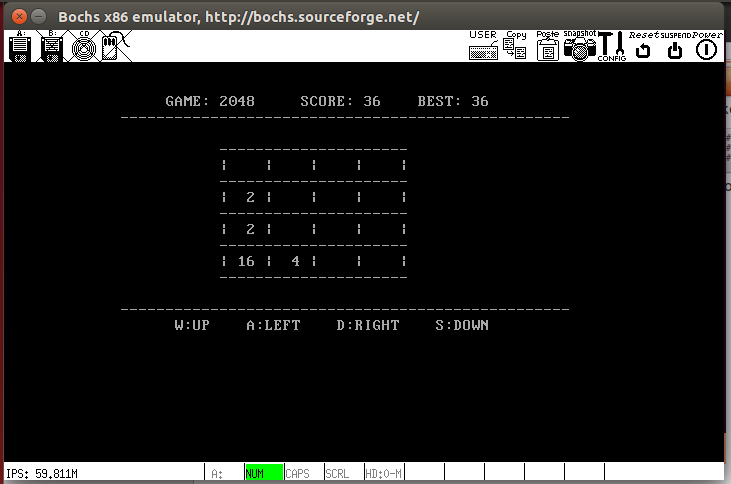 Bochs x86 emulator, http://bochs.sourceforge.net/
A: B: CD USER Copy Paste snapshot CONFIG Reset SUSPEND Power
GAME: 2048 SCORE: 36 BEST: 36
2
2
16 4
W:UP A:LEFT D:RIGHT S:DOWN
IPS: 59.811M A: NUM CAPS SCRL HD:0-M